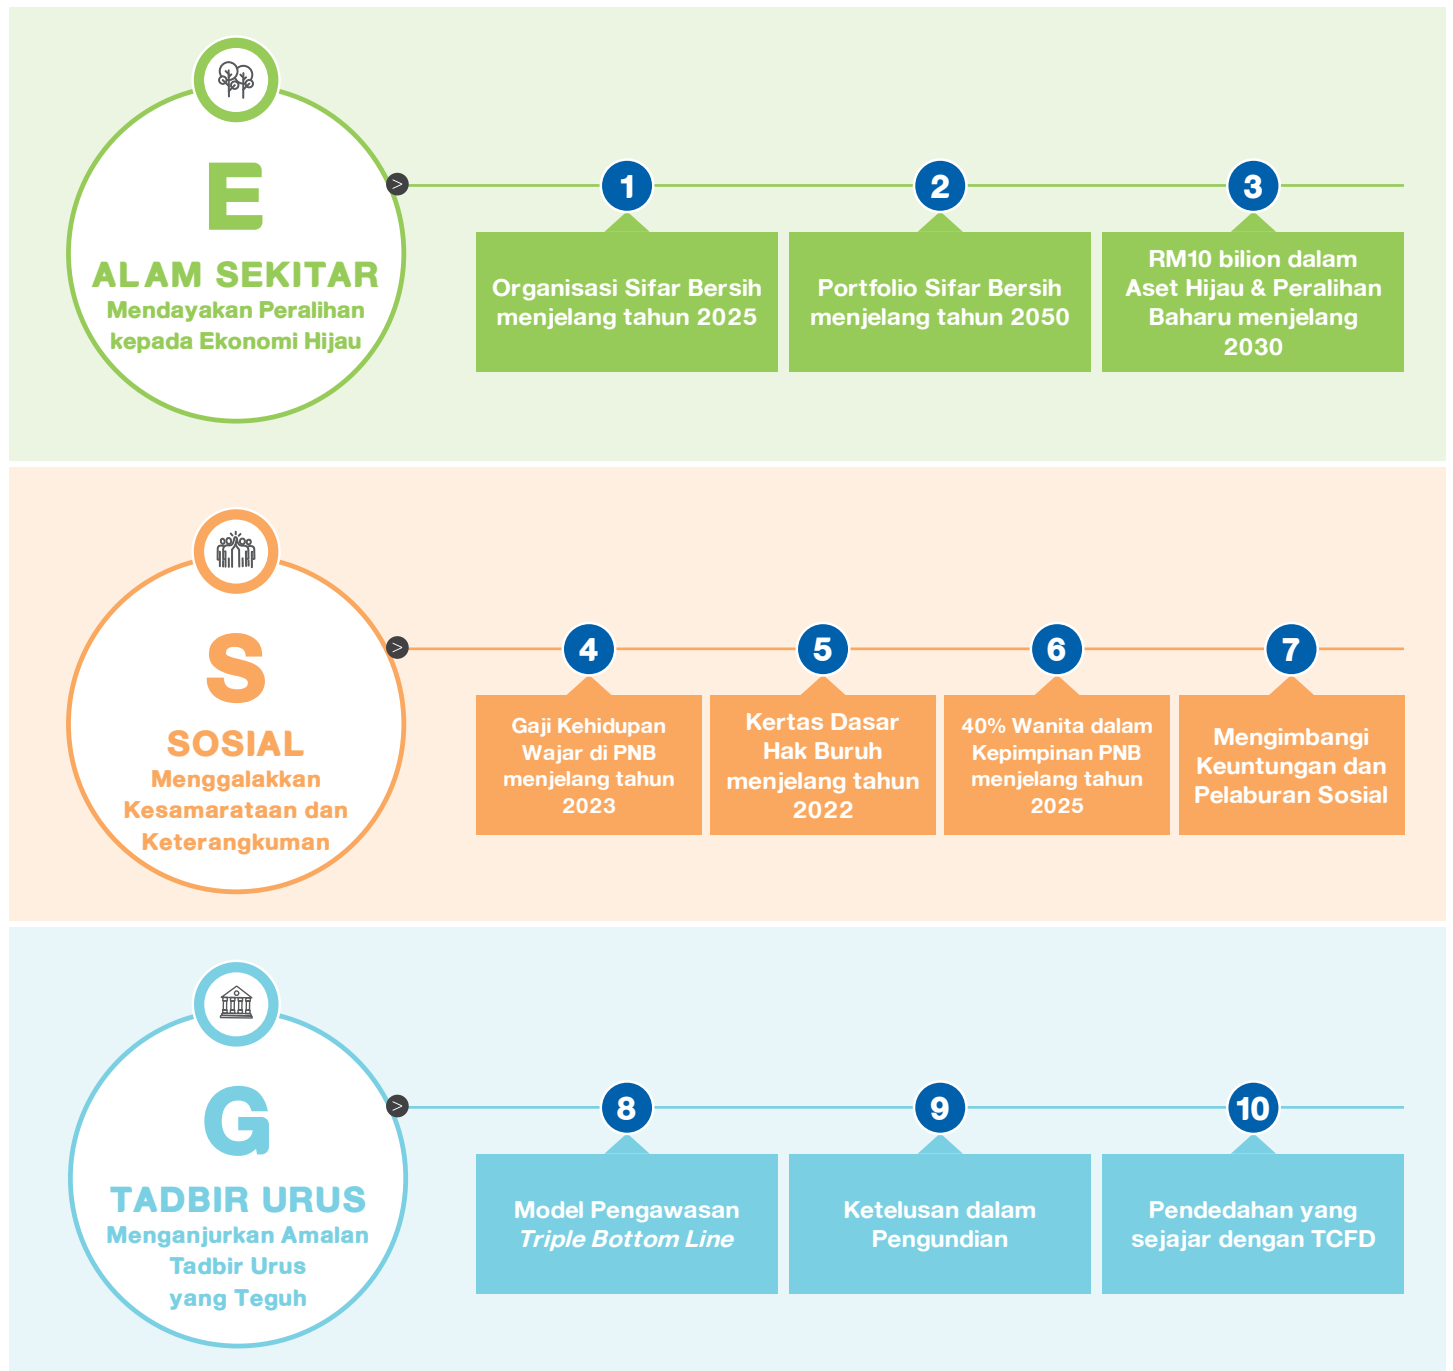 E
ALAM SEKITAR
Mendayakan Peralihan
kepada Ekonomi Hijau
>
1
Organisasi Sifar Bersih
menjelang tahun 2025
2
Portfolio Sifar Bersih
menjelang tahun 2050
3
RM10 bilion dalam
Aset Hijau & Peralihan
Baharu menjelang
2030
S
SOSIAL
Menggalakkan
Kesamarataan dan
Keterangkuman
>
4
Gaji Kehidupan
Wajar di PNB
menjelang tahun
2023
5
Kertas Dasar
Hak Buruh
menjelang tahun
2022
6
40% Wanita dalam
Kepimpinan PNB
menjelang tahun
2025
7
Mengimbangi
Keuntungan dan
Pelaburan Sosial
G
TADBIR URUS
Menganjurkan Amalan
Tadbir Urus
yang Teguh
>
8
Model Pengawasan
Triple Bottom Line
9
Ketelusan dalam
Pengundian
10
Pendedahan yang
sejajar dengan TCFD